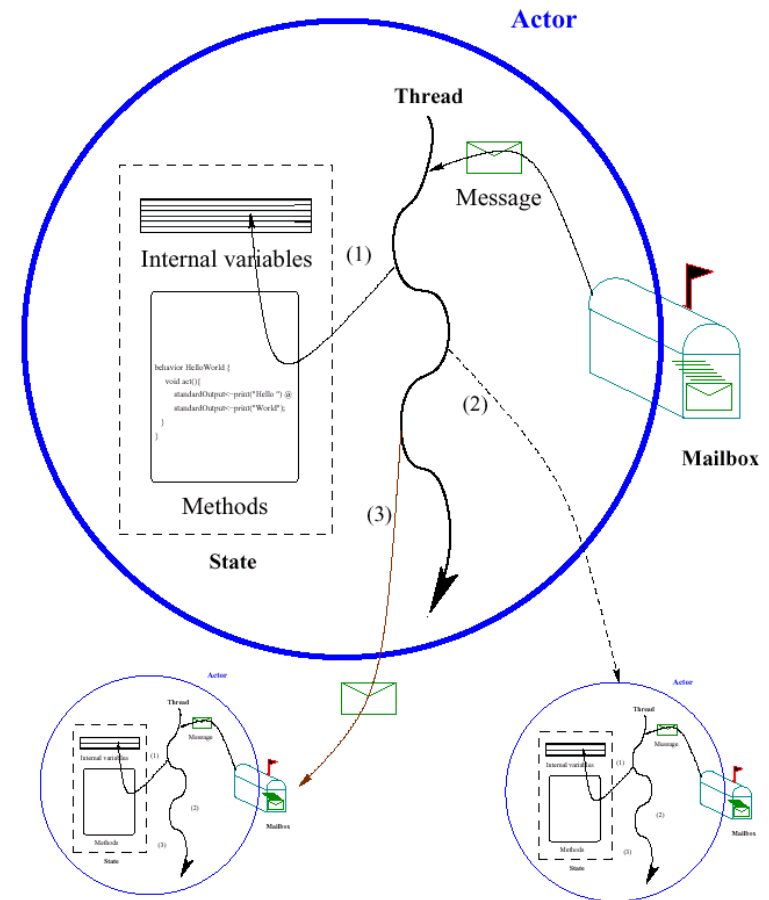 Actor
Thread
Message
Internal variables
(1)
behavior HelloWorld {
void act(){
standardOutput<-print("Hello ") @
standardOutput<-print("World");
}
}
(2)
Mailbox
Methods
(3)
State
Actor
Thread
Message
Internal variables
(1)
(2)
Mailbox
Methods
(3)
State
Actor
Thread
Message
Internal variables
(1)
(2)
Mailbox
Methods
(3)
State